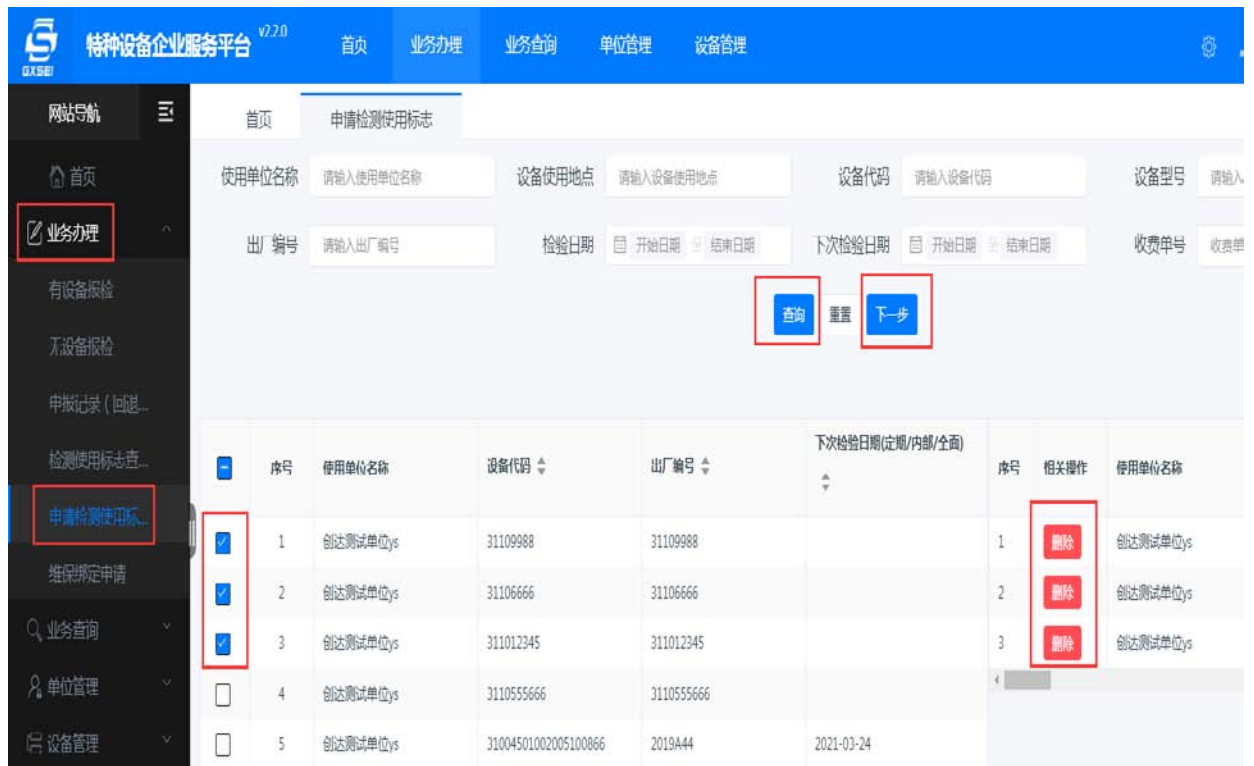 GXSEI 特种设备企业服务平台 v2.2.0 首页 业务办理 业务查询 单位管理 设备管理
网站导航 首页 申请检测使用标志
首页
业务办理
有设备报检
无设备报检
申报记录（回退...
检测使用标志查...
申请检测使用标...
维保绑定申请
业务查询
单位管理
设备管理
使用单位名称 请输入使用单位名称 设备使用地点 请输入设备使用地点 设备代码 请输入设备代码 设备型号 请输入
出厂编号 请输入出厂编号 检验日期 开始日期 至 结束日期 下次检验日期 开始日期 至 结束日期 收费单号 收费单
查询 重置 下一步
序号 使用单位名称 设备代码 出厂编号 下次检验日期(定期/内部/全面) 序号 相关操作 使用单位名称
1 创达测试单位ys 31109988 31109988 1 删除 创达测试单位ys
2 创达测试单位ys 31106666 31106666 2 删除 创达测试单位ys
3 创达测试单位ys 311012345 311012345 3 删除 创达测试单位ys
4 创达测试单位ys 3110555666 3110555666
5 创达测试单位ys 31004501002005100866 2019A44 2021-03-24